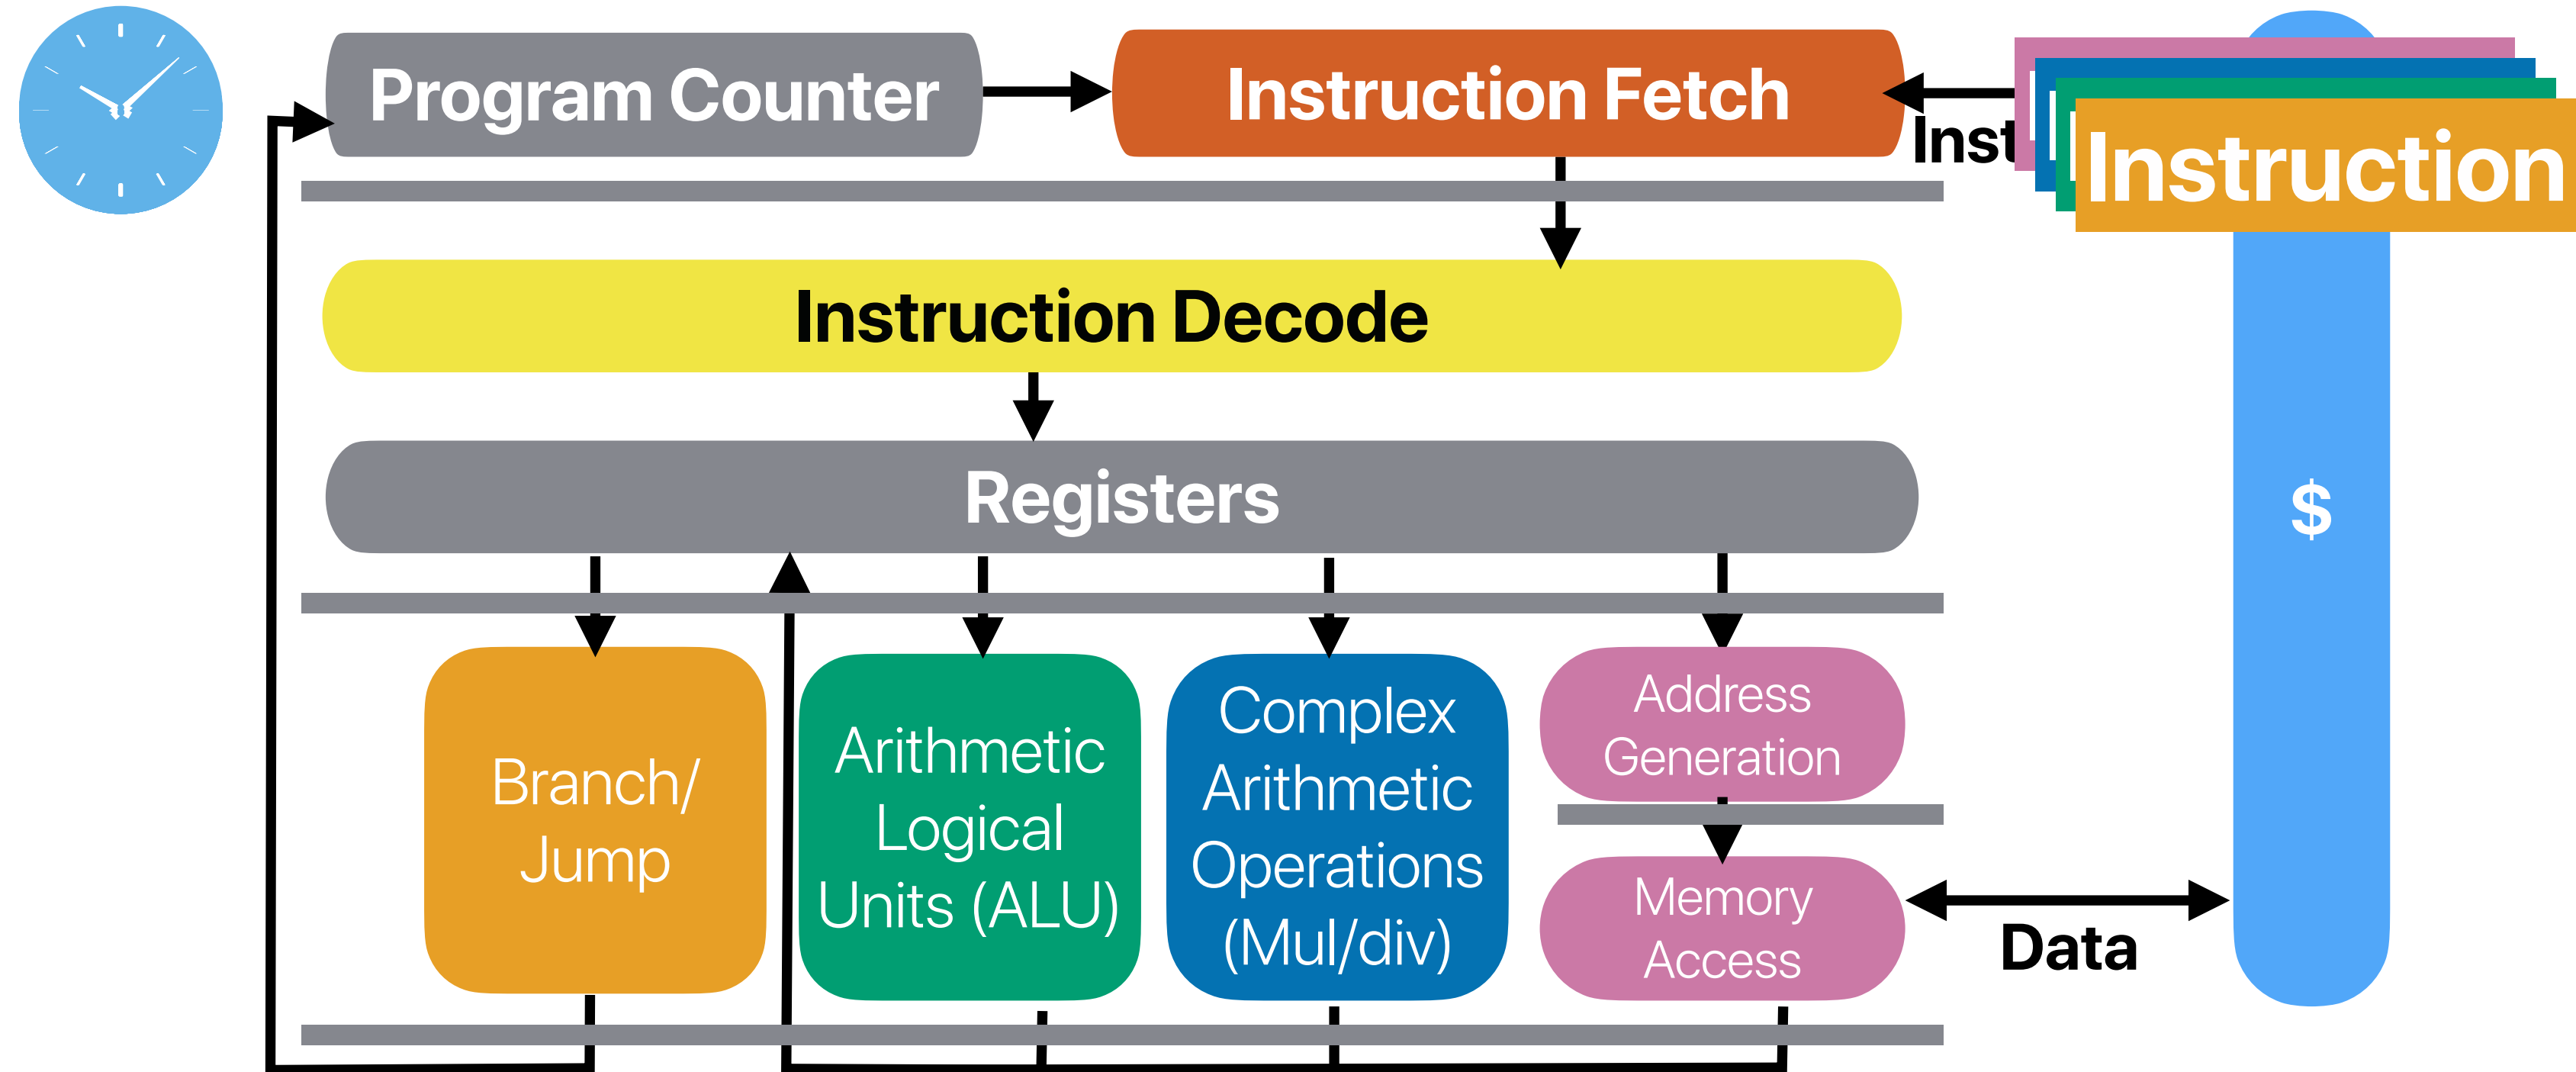 Program Counter
Instruction Fetch
Inst
Instruction
Instruction Decode
Registers
$
Branch/
Jump
Arithmetic
Logical
Units (ALU)
Complex
Arithmetic
Operations
(Mul/div)
Address
Generation
Memory
Access
Data